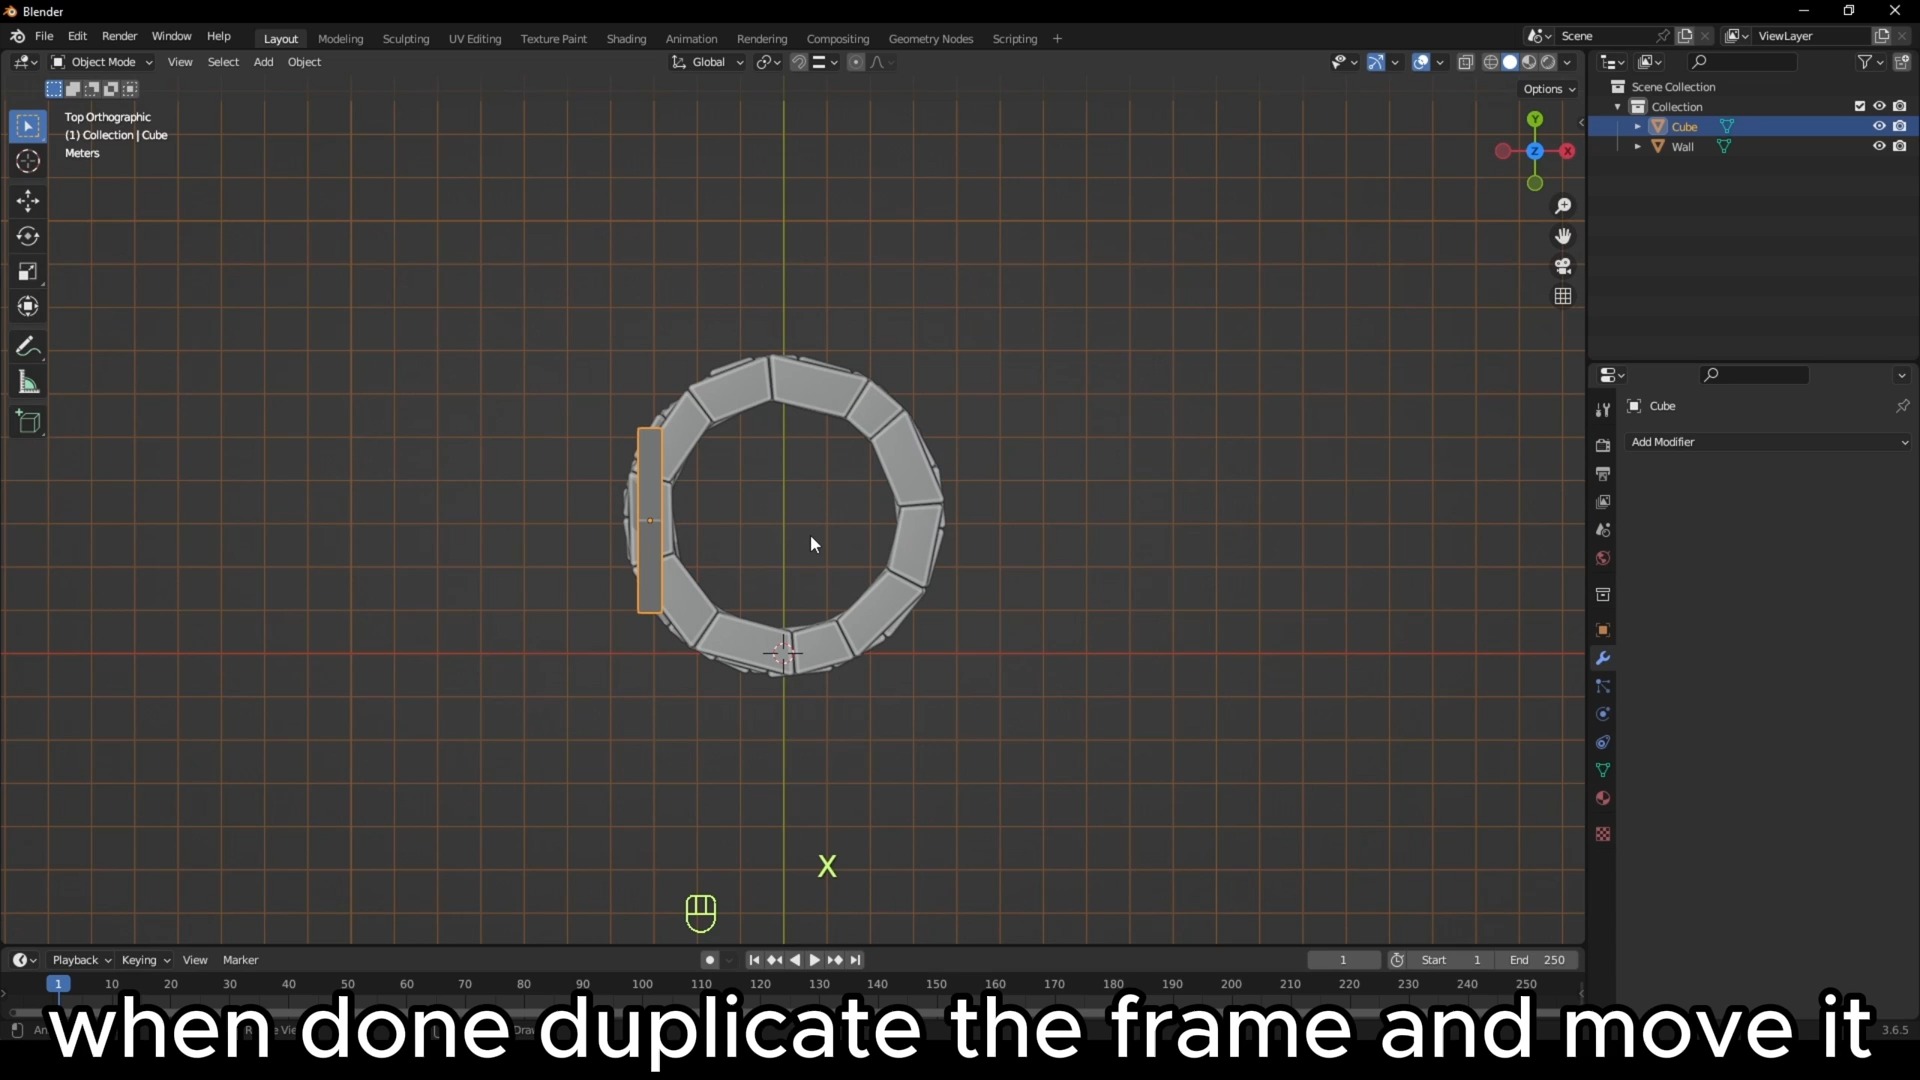 Blender
File Edit Render Window Help
Layout Modeling Sculpting UV Editing Texture Paint Shading Animation Rendering Compositing Geometry Nodes Scripting +
Scene
ViewLayer
Object Mode View Select Add Object
Global
Options
Top Orthographic
(1) Collection | Cube
Meters
Y
Z
X
Scene Collection
Collection
Cube
Wall
Cube
Add Modifier
X
Playback Keying View Marker
1
Start 1
End 250
1 10 20 30 40 50 60 70 80 90 100 110 120 130 140 150 160 170 180 190 200 210 220 230 240 250
when done duplicate the frame and move it
3.6.5